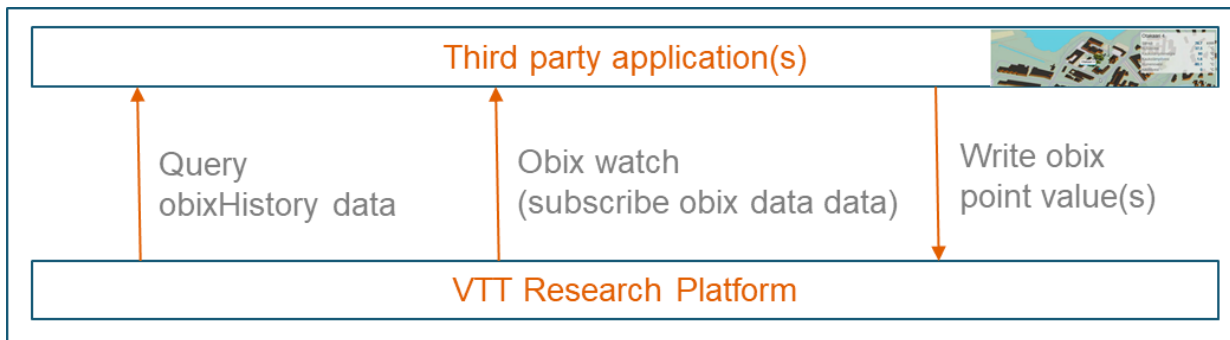 Third party application(s)
Query
obixHistory data
Obix watch
(subscribe obix data data)
Write obix
point value(s)
VTT Research Platform